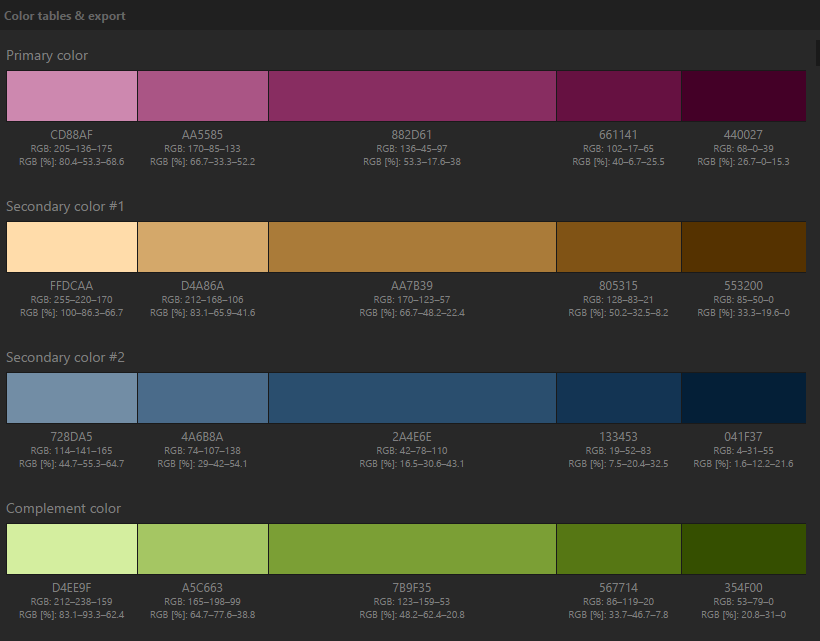 Color tables & export
Primary color
CD88AF AA5585 882D61 661141 440027
RGB: 205–136–175 RGB: 170–85–133 RGB: 136–45–97 RGB: 102–17–65 RGB: 68–0–39
RGB [%]: 80.4–53.3–68.6 RGB [%]: 66.7–33.3–52.2 RGB [%]: 53.3–17.6–38 RGB [%]: 40–6.7–25.5 RGB [%]: 26.7–0–15.3
Secondary color #1
FFDCAA D4A86A AA7B39 805315 553200
RGB: 255–220–170 RGB: 212–168–106 RGB: 170–123–57 RGB: 128–83–21 RGB: 85–50–0
RGB [%]: 100–86.3–66.7 RGB [%]: 83.1–65.9–41.6 RGB [%]: 66.7–48.2–22.4 RGB [%]: 50.2–32.5–8.2 RGB [%]: 33.3–19.6–0
Secondary color #2
728DA5 4A6B8A 2A4E6E 133453 041F37
RGB: 114–141–165 RGB: 74–107–138 RGB: 42–78–110 RGB: 19–52–83 RGB: 4–31–55
RGB [%]: 44.7–55.3–64.7 RGB [%]: 29–42–54.1 RGB [%]: 16.5–30.6–43.1 RGB [%]: 7.5–20.4–32.5 RGB [%]: 1.6–12.2–21.6
Complement color
D4EE9F A5C663 7B9F35 567714 354F00
RGB: 212–238–159 RGB: 165–198–99 RGB: 123–159–53 RGB: 86–119–20 RGB: 53–79–0
RGB [%]: 83.1–93.3–62.4 RGB [%]: 64.7–77.6–38.8 RGB [%]: 48.2–62.4–20.8 RGB [%]: 33.7–46.7–7.8 RGB [%]: 20.8–31–0